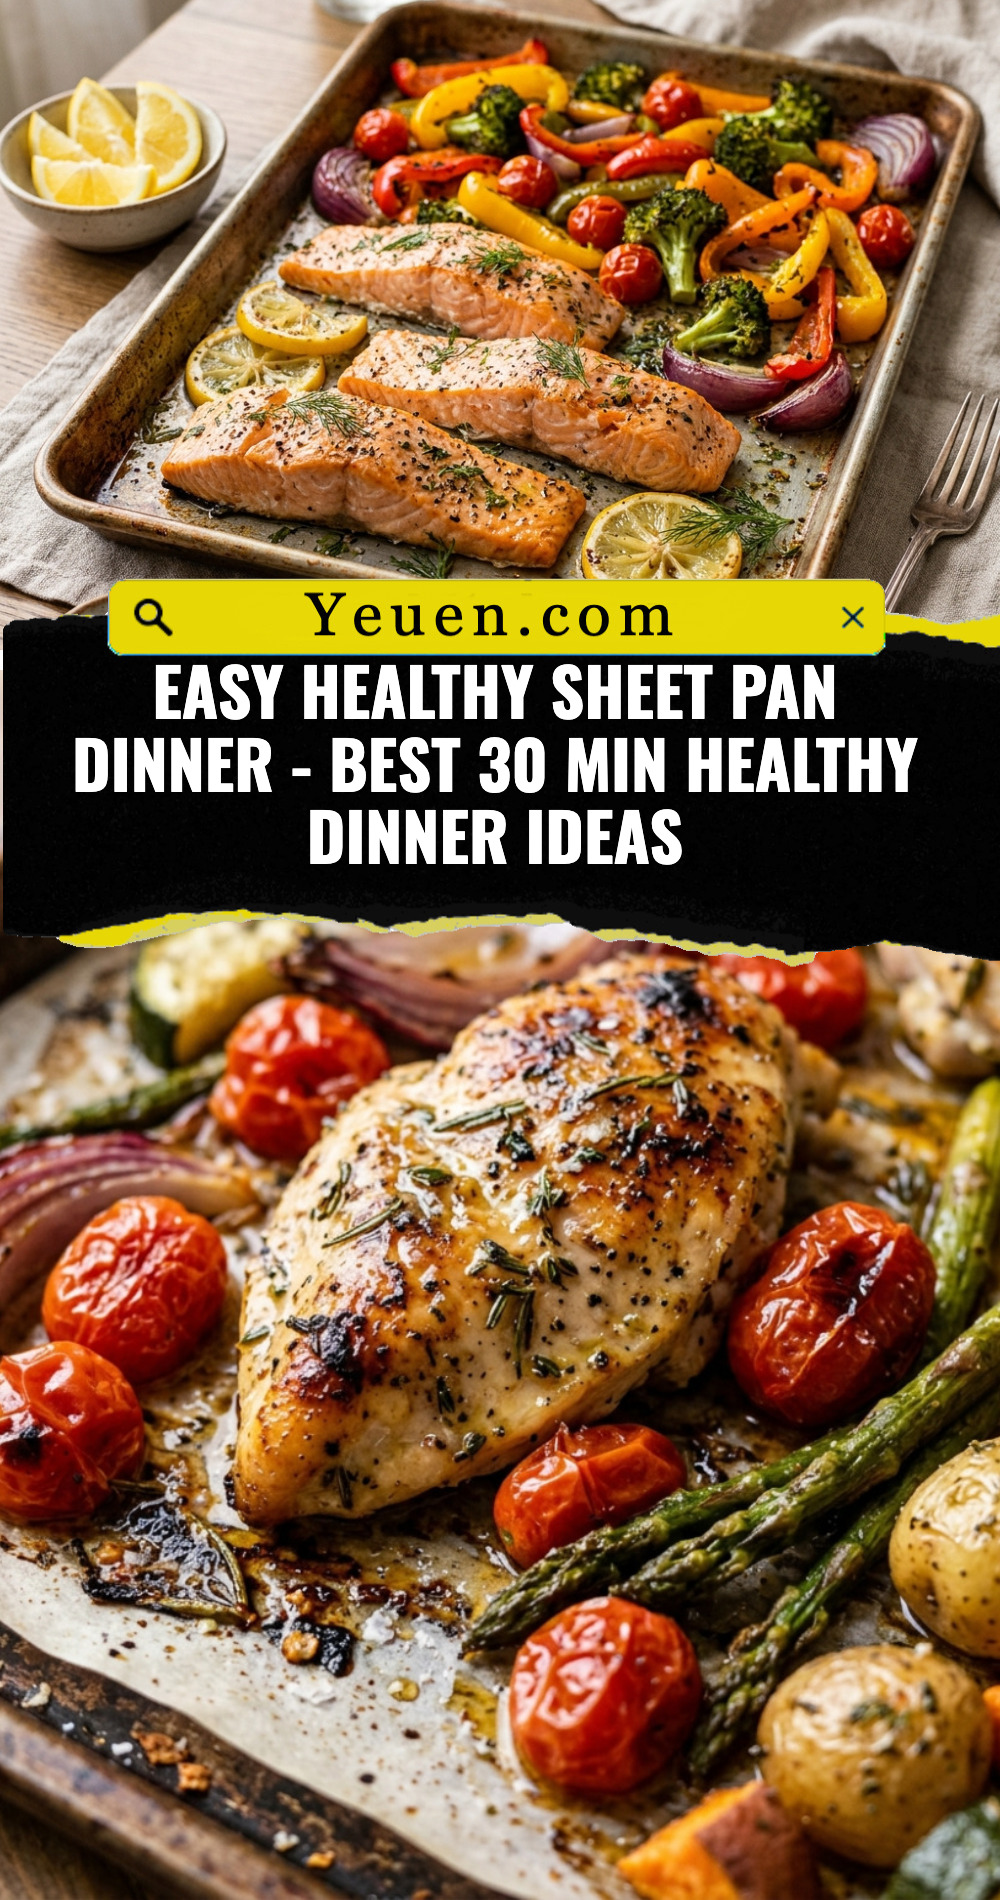 Yeuen.com
EASY HEALTHY SHEET PAN
DINNER - BEST 30 MIN HEALTHY
DINNER IDEAS